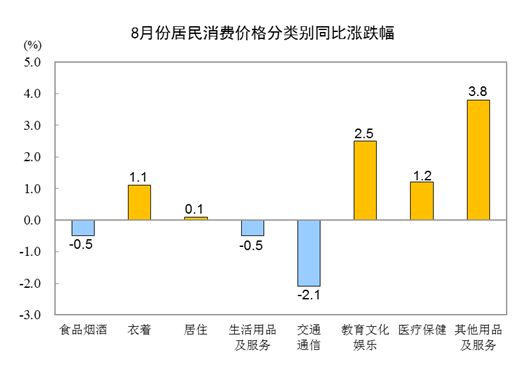 8月份居民消费价格分类别同比涨跌幅
(%)
5.0
4.0
3.0
2.0
1.0
0.0
-1.0
-2.0
-3.0
-0.5
1.1
0.1
-0.5
-2.1
2.5
1.2
3.8
食品烟酒
衣着
居住
生活用品
及服务
交通
通信
教育文化
娱乐
医疗保健
其他用品
及服务